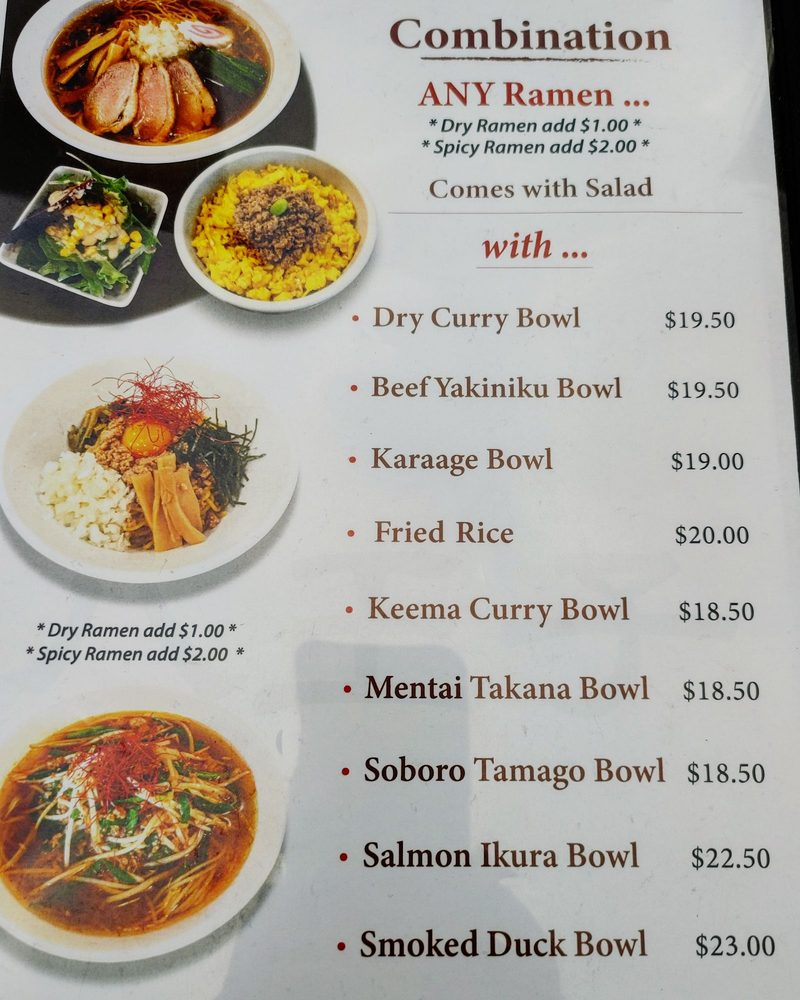 Combination
ANY Ramen ...
* Dry Ramen add $1.00 *
* Spicy Ramen add $2.00 *
Comes with Salad
with ...
• Dry Curry Bowl $19.50
• Beef Yakiniku Bowl $19.50
• Karaage Bowl $19.00
• Fried Rice $20.00
• Keema Curry Bowl $18.50
* Dry Ramen add $1.00 *
* Spicy Ramen add $2.00 *
• Mentai Takana Bowl $18.50
• Soboro Tamago Bowl $18.50
• Salmon Ikura Bowl $22.50
• Smoked Duck Bowl $23.00